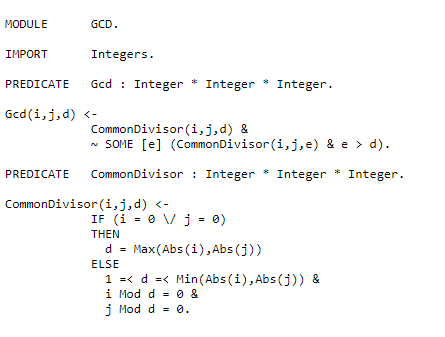 MODULE      GCD.
IMPORT      Integers.
PREDICATE   Gcd : Integer * Integer * Integer.
Gcd(i,j,d) <-
            CommonDivisor(i,j,d) &
            ~ SOME [e] (CommonDivisor(i,j,e) & e > d).
PREDICATE   CommonDivisor : Integer * Integer * Integer.
CommonDivisor(i,j,d) <-
            IF (i = 0 \/ j = 0)
            THEN
              d = Max(Abs(i),Abs(j))
            ELSE
              1 =< d =< Min(Abs(i),Abs(j)) &
              i Mod d = 0 &
              j Mod d = 0.